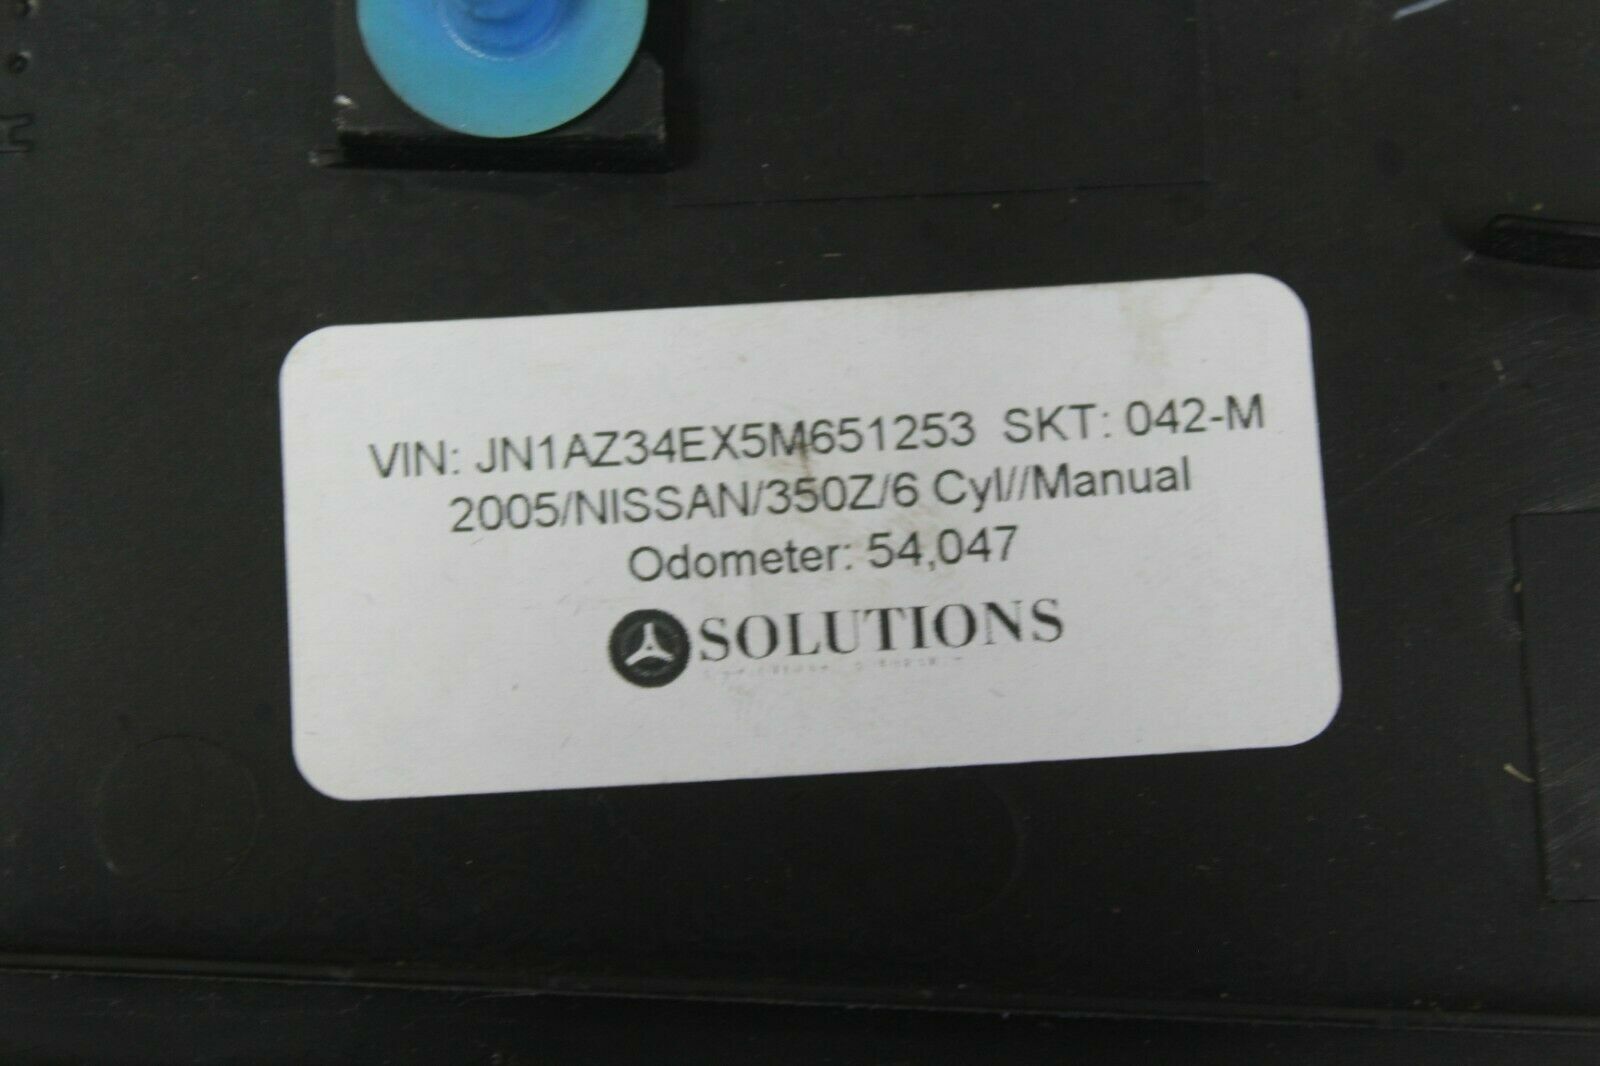 VIN: JN1AZ34EX5M651253 SKT: 042-M
2005/NISSAN/350Z/6 Cyl//Manual
Odometer: 54,047
SOLUTIONS